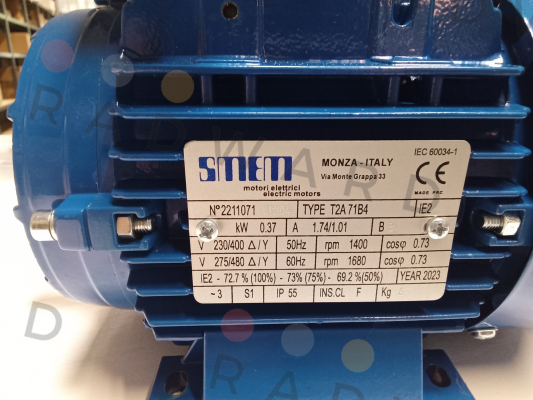 SMEM
motori elettrici
electric motors
MONZA - ITALY
Via Monte Grappa 33
IEC 60034-1
CE
MADE PRC
N° 2211071 TYPE T2A 71B4 IE2
kW 0.37 A 1.74/1.01 B
230/400 Δ / Y 50Hz rpm 1400 cosφ 0.73
V 275/480 Δ / Y 60Hz rpm 1680 cosφ 0.73
IE2 - 72.7 % (100%) - 73% (75%) - 69.2 %(50%) YEAR 2023
~ 3 S1 IP 55 INS.CL F Kg
DRADWARD
DRADWARD